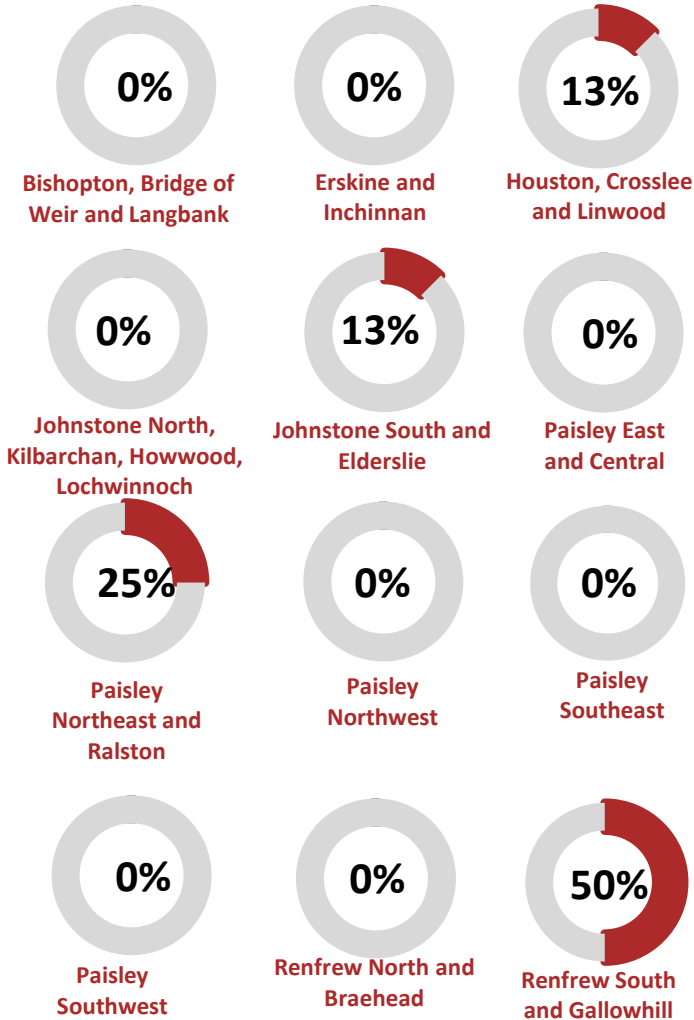 0%
Bishopton, Bridge of
Weir and Langbank
0%
Erskine and
Inchinnan
13%
Houston, Crosslee
and Linwood
0%
Johnstone North,
Kilbarchan, Howwood,
Lochwinnoch
13%
Johnstone South and
Elderslie
0%
Paisley East
and Central
25%
Paisley
Northeast and
Ralston
0%
Paisley
Northwest
0%
Paisley
Southeast
0%
Paisley
Southwest
0%
Renfrew North and
Braehead
50%
Renfrew South
and Gallowhill